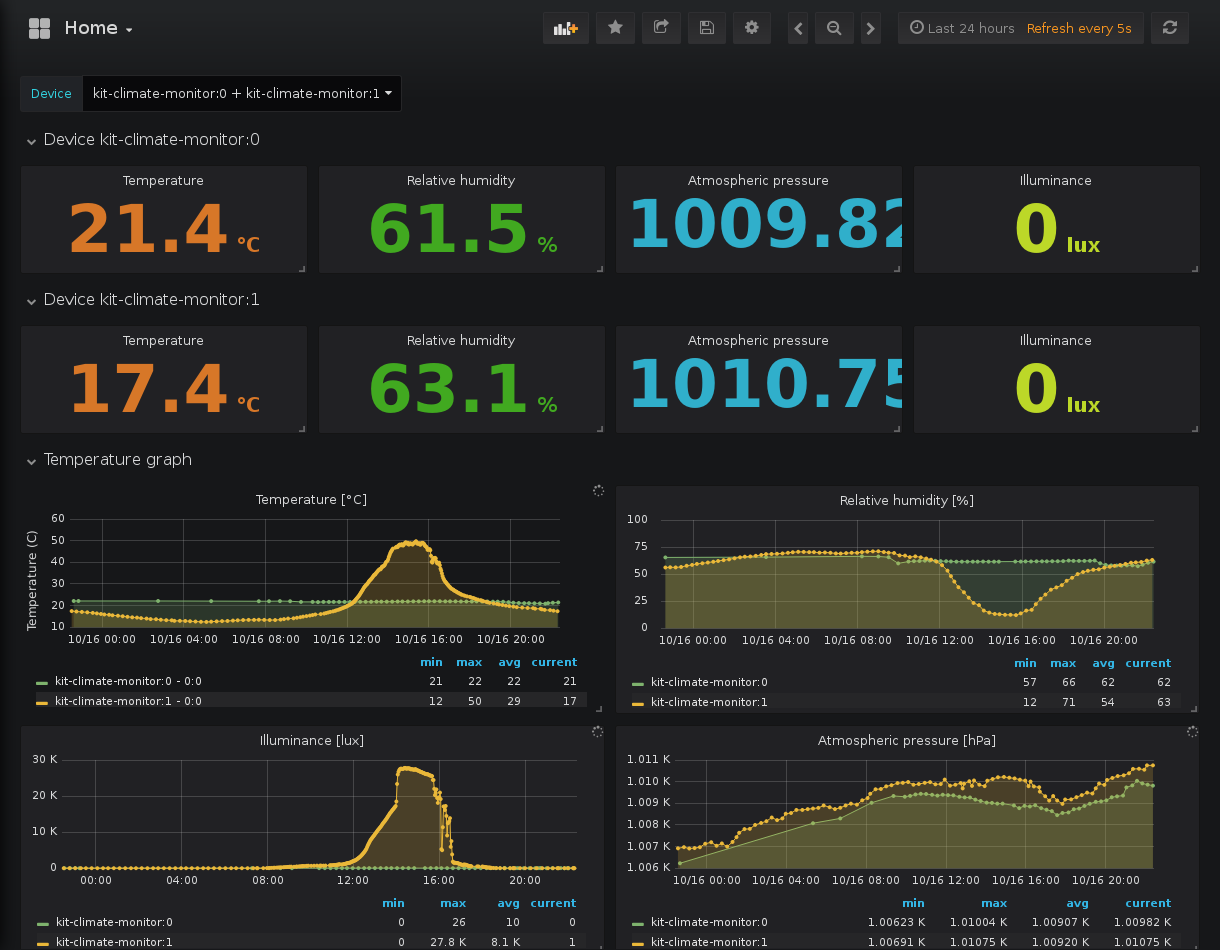 Home
Last 24 hours Refresh every 5s
Device kit-climate-monitor:0 + kit-climate-monitor:1
Device kit-climate-monitor:0
Temperature Relative humidity Atmospheric pressure Illuminance
21.4 °C 61.5 % 1009.82 0 lux
Device kit-climate-monitor:1
Temperature Relative humidity Atmospheric pressure Illuminance
17.4 °C 63.1 % 1010.75 0 lux
Temperature graph
Temperature [°C]
Temperature (C)
60
50
40
30
20
10
10/16 00:00 10/16 04:00 10/16 08:00 10/16 12:00 10/16 16:00 10/16 20:00
min max avg current
kit-climate-monitor:0 - 0:0 21 22 22 21
kit-climate-monitor:1 - 0:0 12 50 29 17
Relative humidity [%]
100
75
50
25
0
10/16 00:00 10/16 04:00 10/16 08:00 10/16 12:00 10/16 16:00 10/16 20:00
min max avg current
kit-climate-monitor:0 57 66 62 62
kit-climate-monitor:1 12 71 54 63
Illuminance [lux]
30 K
20 K
10 K
0
00:00 04:00 08:00 12:00 16:00 20:00
min max avg current
kit-climate-monitor:0 0 26 10 0
kit-climate-monitor:1 0 27.8 K 8.1 K 1
Atmospheric pressure [hPa]
1.011 K
1.010 K
1.009 K
1.008 K
1.007 K
1.006 K
10/16 00:00 10/16 04:00 10/16 08:00 10/16 12:00 10/16 16:00 10/16 20:00
min max avg current
kit-climate-monitor:0 1.00623 K 1.01004 K 1.00907 K 1.00982 K
kit-climate-monitor:1 1.00691 K 1.01075 K 1.00920 K 1.01075 K